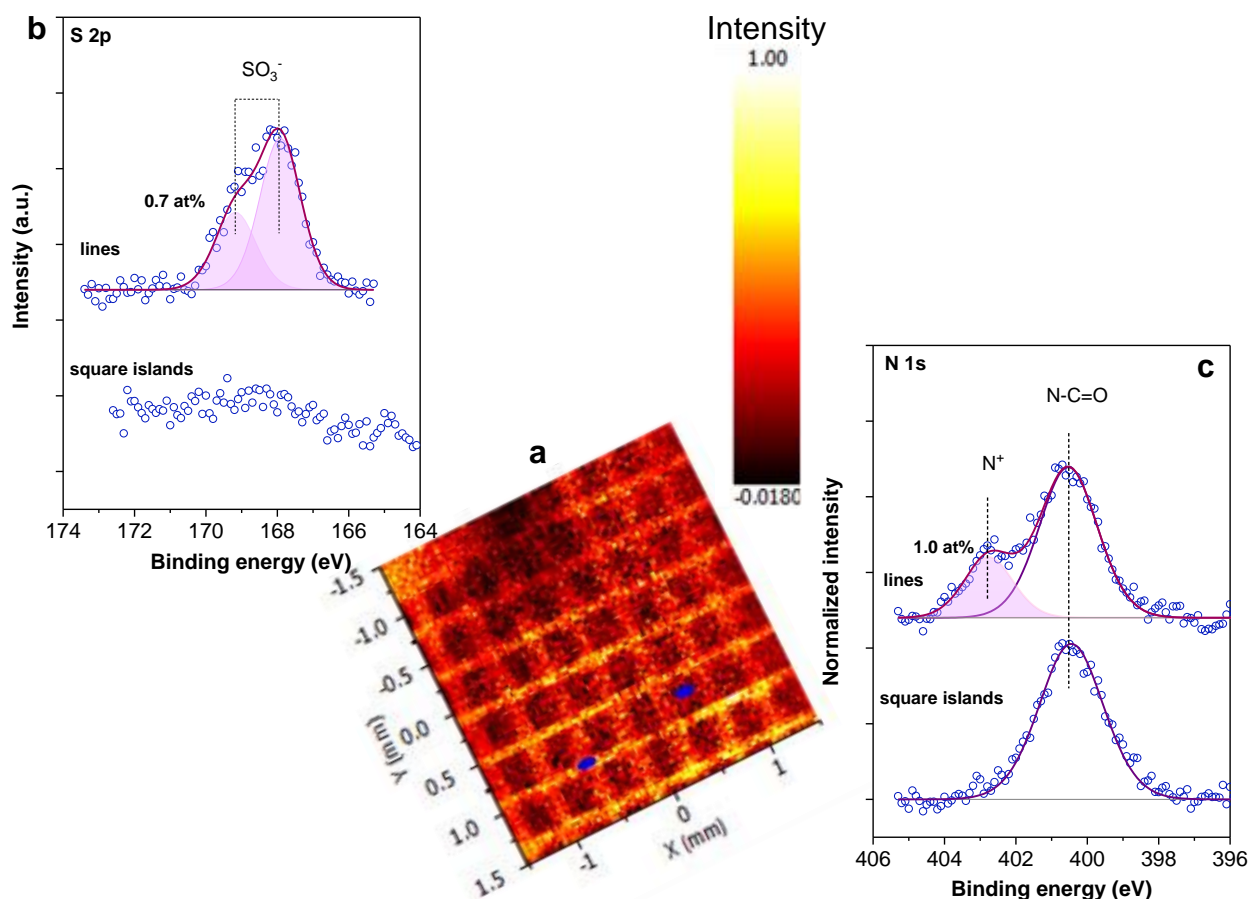 b
S 2p
SO₃⁻
0.7 at%
lines
square islands
Intensity (a.u.)
174 172 170 168 166 164
Binding energy (eV)
Intensity
1.00
-0.0180
a
-1.5
-1.0
-0.5
0.0
0.5
1.0
1.5
Y (mm)
-1
0
1
X (mm)
N 1s
c
N-C=O
N⁺
1.0 at%
lines
square islands
Normalized intensity
406 404 402 400 398 396
Binding energy (eV)